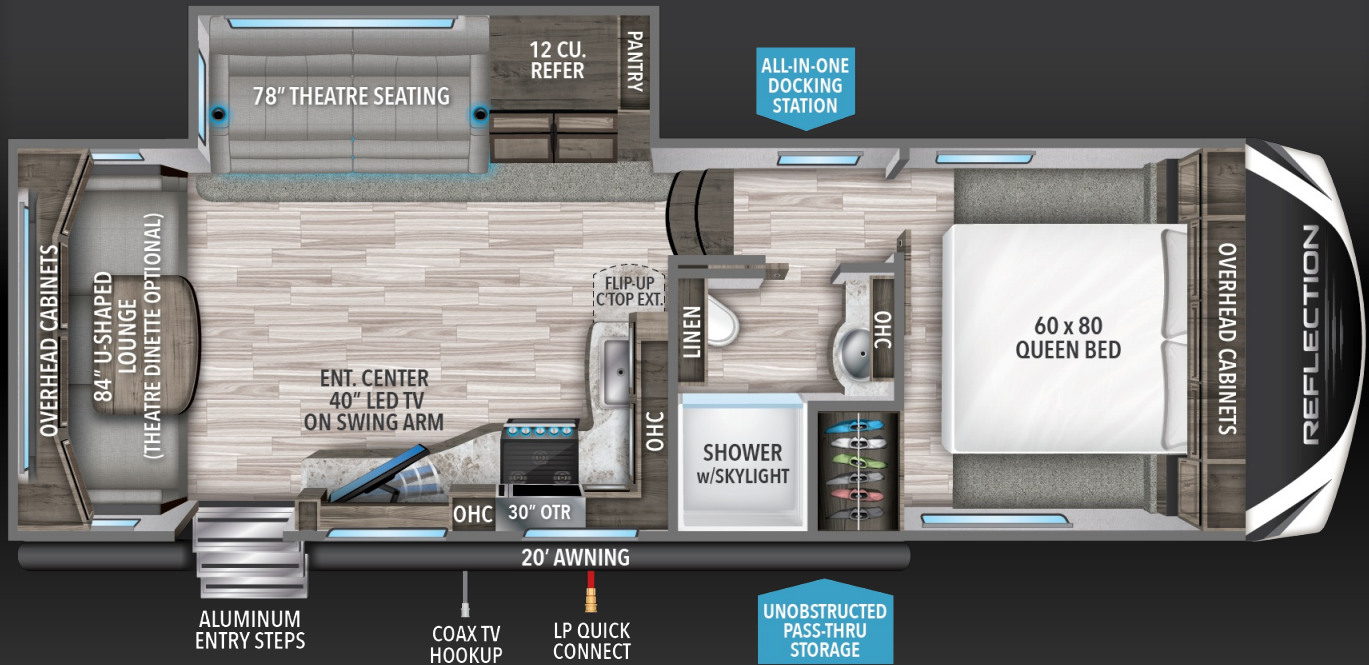 12 CU.
REFER
PANTRY
78” THEATRE SEATING
ALL-IN-ONE
DOCKING
STATION
OVERHEAD CABINETS
84” U-SHAPED
LOUNGE
(THEATRE DINETTE OPTIONAL)
FLIP-UP
C'TOP EXT.
LINEN
OHC
60 x 80
QUEEN BED
OVERHEAD CABINETS
REFLECTION
ENT. CENTER
40” LED TV
ON SWING ARM
OHC
SHOWER
w/SKYLIGHT
OHC
30” OTR
20’ AWNING
ALUMINUM
ENTRY STEPS
COAX TV
HOOKUP
LP QUICK
CONNECT
UNOBSTRUCTED
PASS-THRU
STORAGE